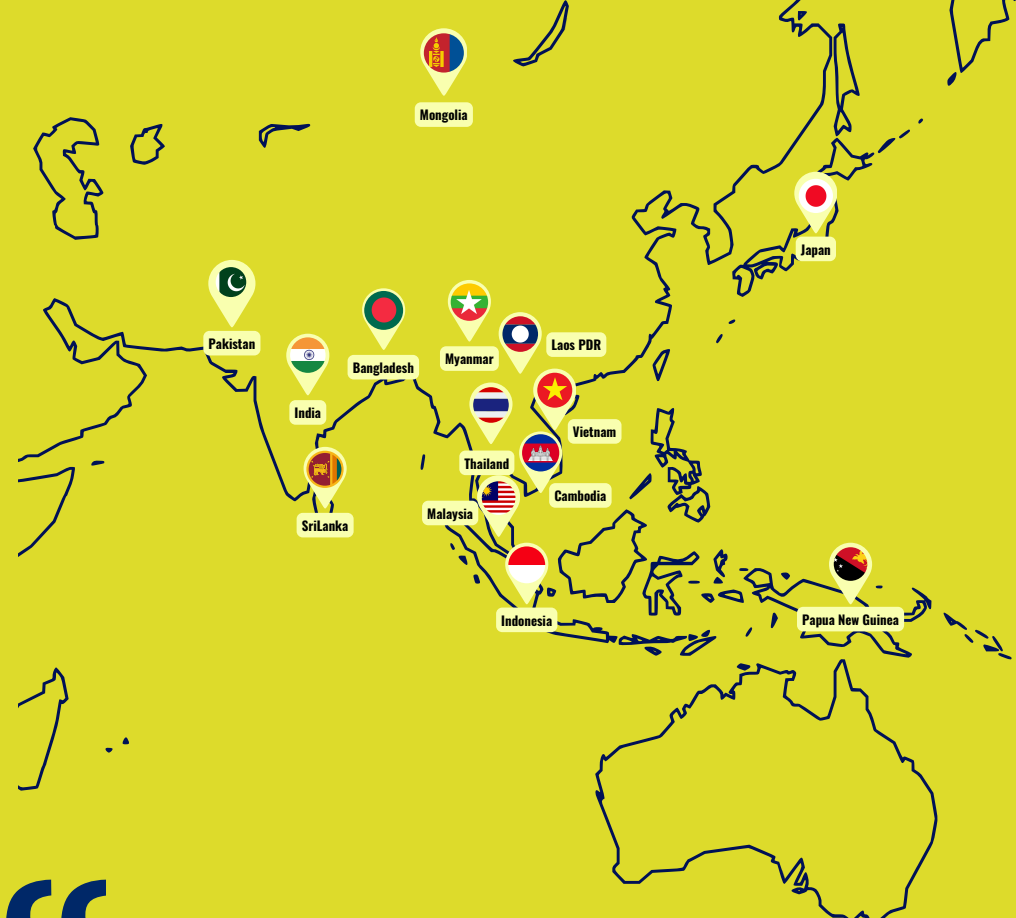 Mongolia
Japan
Pakistan
Laos PDR
Myanmar
Bangladesh
India
Vietnam
Thailand
Cambodia
Malaysia
SriLanka
Papua New Guinea
Indonesia
“